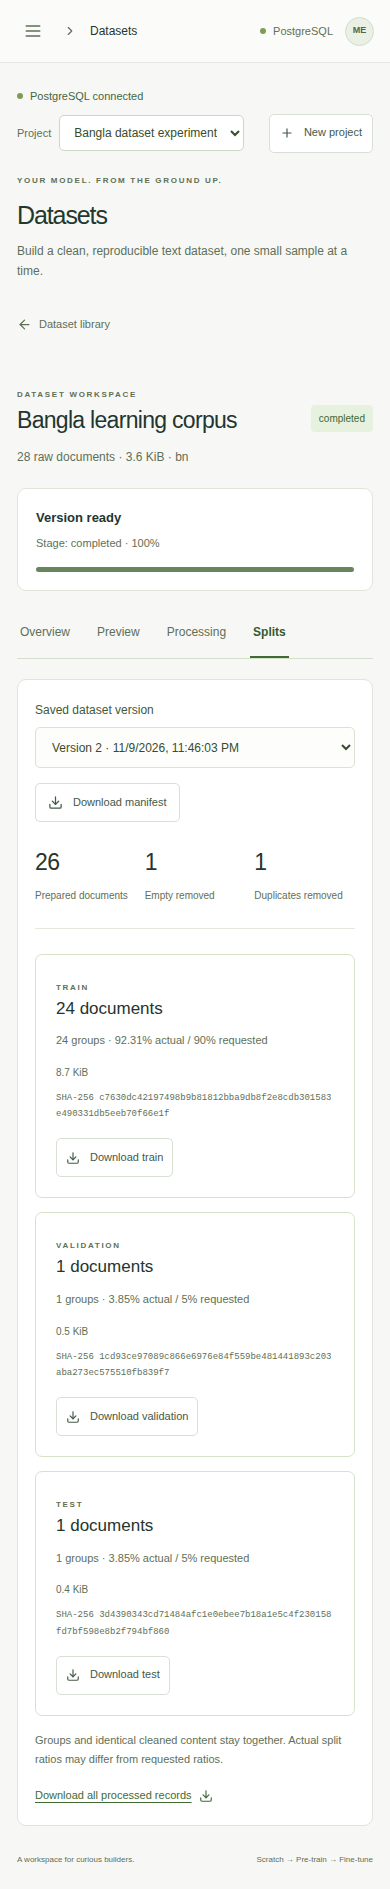 Datasets
PostgreSQL
ME
PostgreSQL connected
Project
Bangla dataset experiment
New project
YOUR MODEL. FROM THE GROUND UP.
Datasets
Build a clean, reproducible text dataset, one small sample at a
time.
Dataset library
DATASET WORKSPACE
Bangla learning corpus
completed
28 raw documents · 3.6 KiB · bn
Version ready
Stage: completed · 100%
Overview Preview Processing Splits
Saved dataset version
Version 2 · 11/9/2026, 11:46:03 PM
Download manifest
26 1 1
Prepared documents Empty removed Duplicates removed
TRAIN
24 documents
24 groups · 92.31% actual / 90% requested
8.7 KiB
SHA-256 c7630dc42197498b9b81812bba9db8f2e8cdb301583
e490331db5eeb70f66e1f
Download train
VALIDATION
1 documents
1 groups · 3.85% actual / 5% requested
0.5 KiB
SHA-256 1cd93ce97089c866e6976e84f559be481441893c203
aba273ec575510fb839f7
Download validation
TEST
1 documents
1 groups · 3.85% actual / 5% requested
0.4 KiB
SHA-256 3d4390343cd71484afc1e0ebee7b18a1e5c4f230158
fd7bf598e8b2f794bf860
Download test
Groups and identical cleaned content stay together. Actual split
ratios may differ from requested ratios.
Download all processed records
A workspace for curious builders.
Scratch → Pre-train → Fine-tune